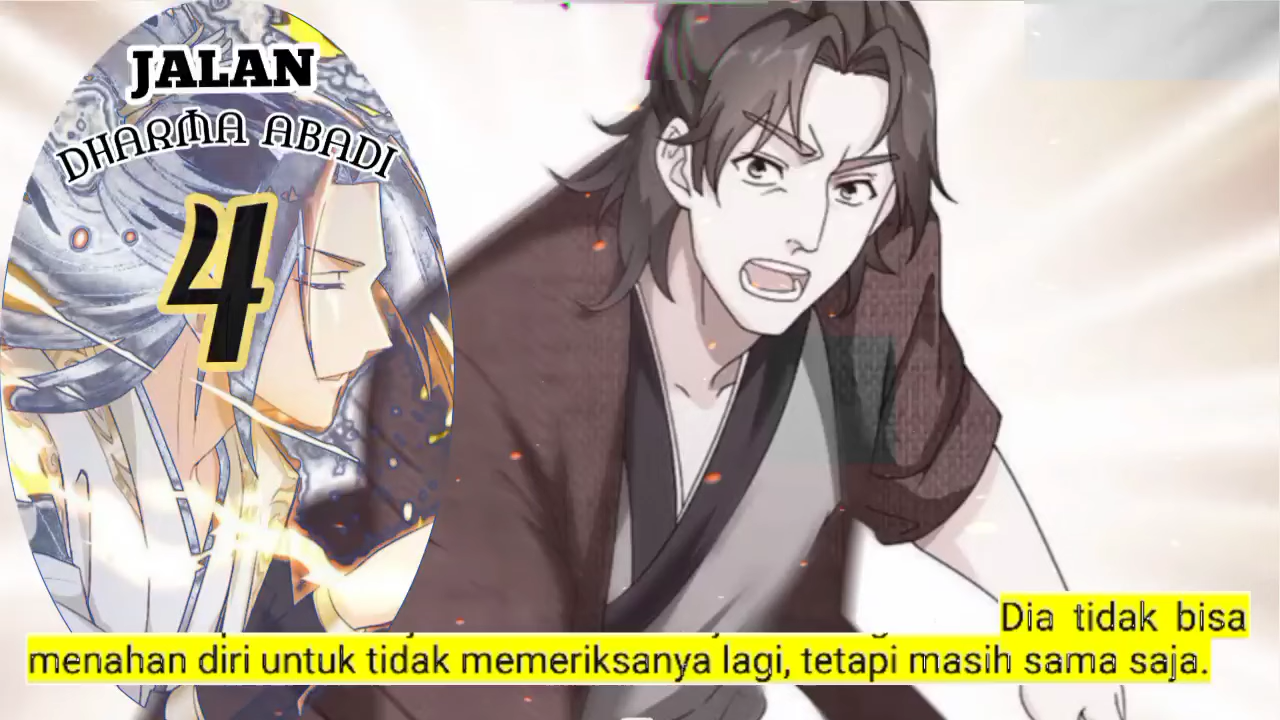 JALAN
DHARMA ABADI
4
Dia tidak bisa
menahan diri untuk tidak memeriksanya lagi, tetapi masih sama saja.